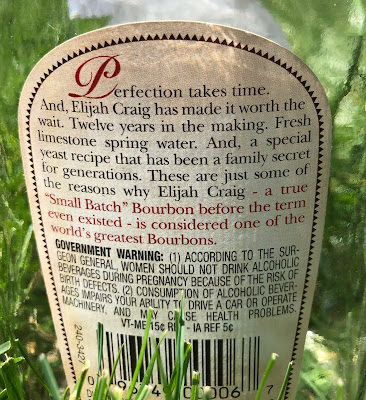 Perfection takes time.
And, Elijah Craig has made it worth the
wait. Twelve years in the making. Fresh
limestone spring water. And, a special
yeast recipe that has been a family secret
for generations. These are just some of
the reasons why Elijah Craig - a true
"Small Batch" Bourbon before the term
even existed - is considered one of the
world's greatest Bourbons.
GOVERNMENT WARNING: (1) ACCORDING TO THE SUR-
GEON GENERAL, WOMEN SHOULD NOT DRINK ALCOHOLIC
BEVERAGES DURING PREGNANCY BECAUSE OF THE RISK OF
BIRTH DEFECTS. (2) CONSUMPTION OF ALCOHOLIC BEVER-
AGES IMPAIRS YOUR ABILITY TO DRIVE A CAR OR OPERATE
MACHINERY, AND MAY CAUSE HEALTH PROBLEMS.
VT-ME 15¢ IA REF 5¢